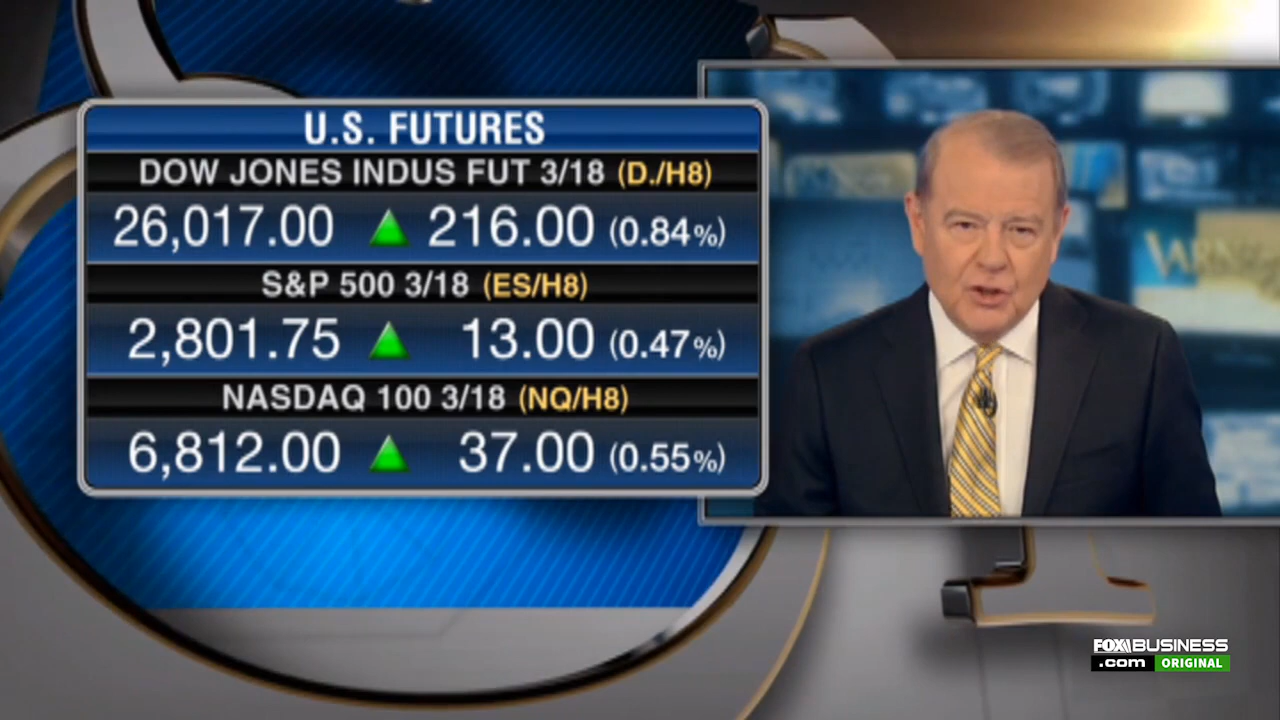 U.S. FUTURES
DOW JONES INDUS FUT 3/18 (D./H8)
26,017.00 ▲ 216.00 (0.84%)
S&P 500 3/18 (ES/H8)
2,801.75 ▲ 13.00 (0.47%)
NASDAQ 100 3/18 (NQ/H8)
6,812.00 ▲ 37.00 (0.55%)
FOX BUSINESS
.com ORIGINAL